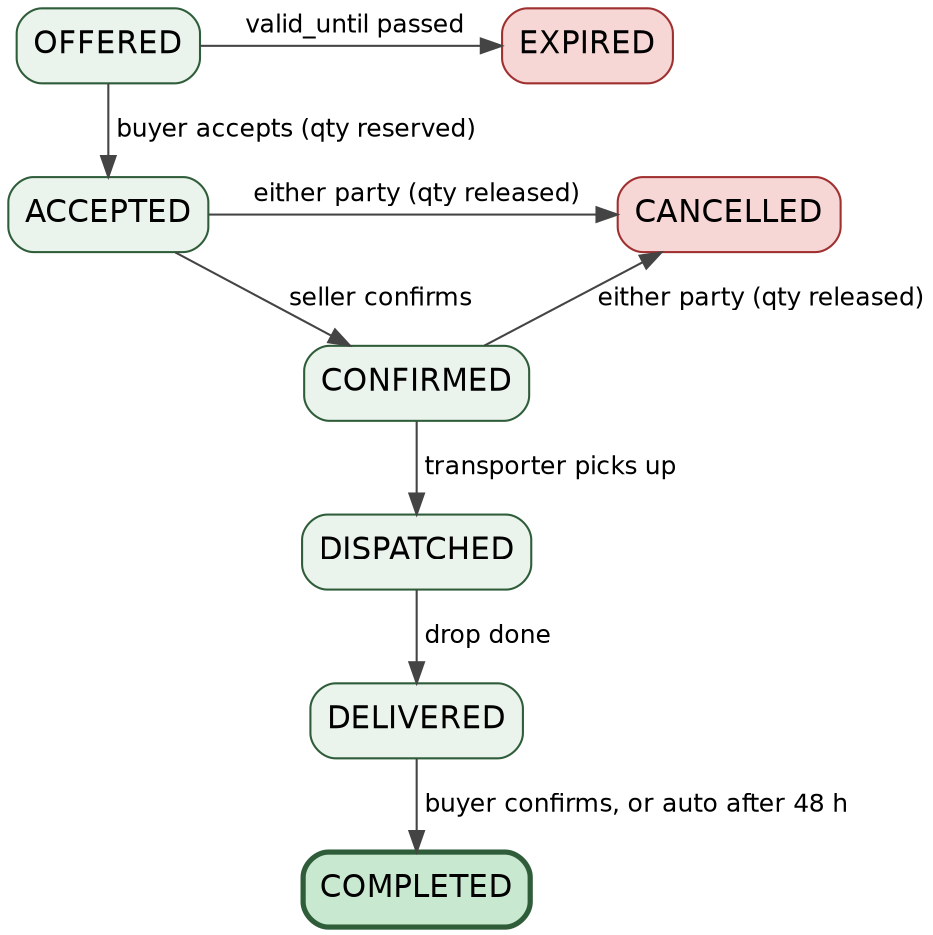 OFFERED
valid_until passed
EXPIRED
buyer accepts (qty reserved)
ACCEPTED
either party (qty released)
CANCELLED
seller confirms
either party (qty released)
CONFIRMED
transporter picks up
DISPATCHED
drop done
DELIVERED
buyer confirms, or auto after 48 h
COMPLETED